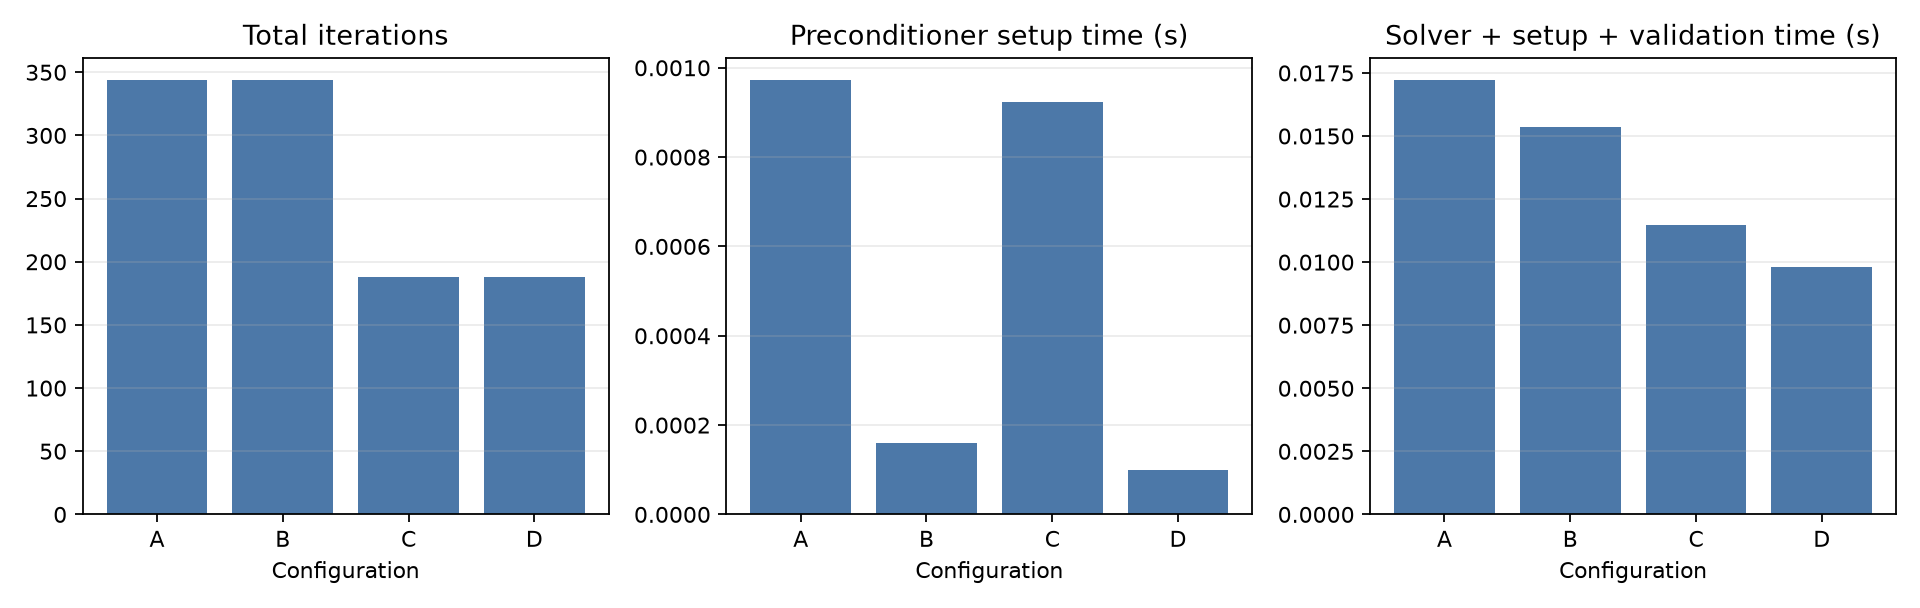 Total iterations
350
300
250
200
150
100
50
0
A B C D
Configuration
Preconditioner setup time (s)
0.0010
0.0008
0.0006
0.0004
0.0002
0.0000
A B C D
Configuration
Solver + setup + validation time (s)
0.0175
0.0150
0.0125
0.0100
0.0075
0.0050
0.0025
0.0000
A B C D
Configuration